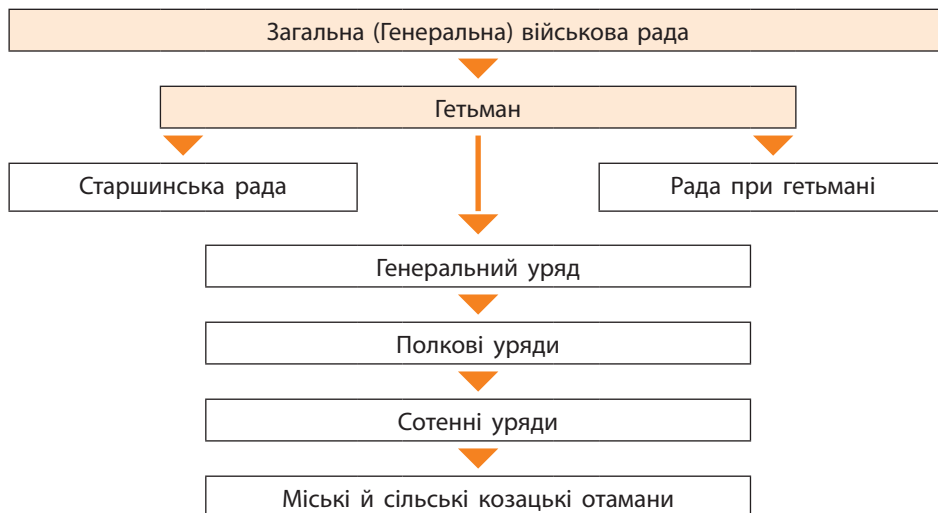 Загальна (Генеральна) військова рада
Гетьман
Старшинська рада
Рада при гетьмані
Генеральний уряд
Полкові уряди
Сотенні уряди
Міські й сільські козацькі отамани